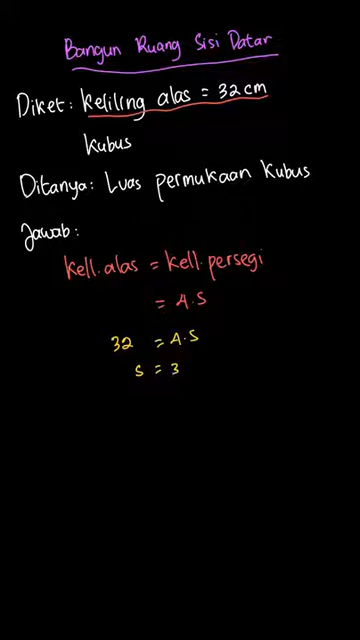 Bangun Ruang Sisi Datar
Diket: Keliling alas = 32 cm
Kubus
Ditanya: Luas permukaan Kubus
Jawab:
Kell. alas = Kell. persegi
= 4.S
32 = 4.S
S = 3